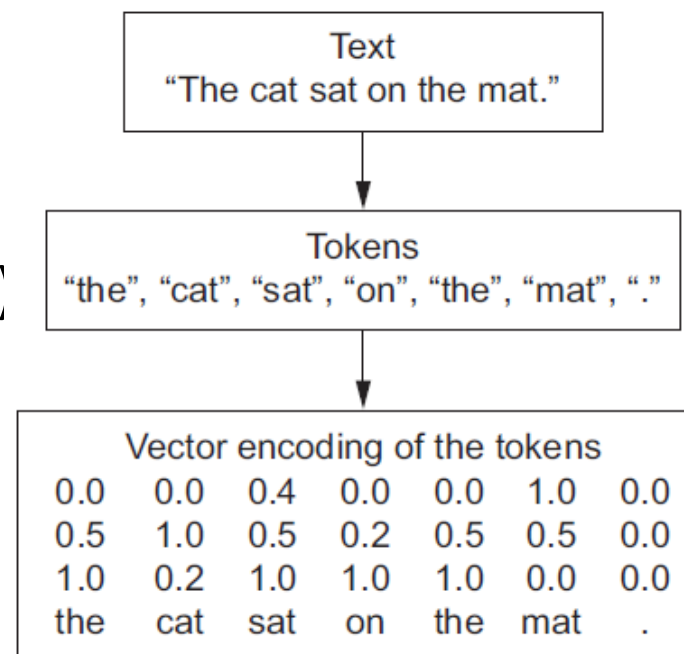 Text
“The cat sat on the mat.”
Tokens
“the”, “cat”, “sat”, “on”, “the”, “mat”, “.”
Vector encoding of the tokens
0.0 0.0 0.4 0.0 0.0 1.0 0.0
0.5 1.0 0.5 0.2 0.5 0.5 0.0
1.0 0.2 1.0 1.0 1.0 0.0 0.0
the cat sat on the mat .